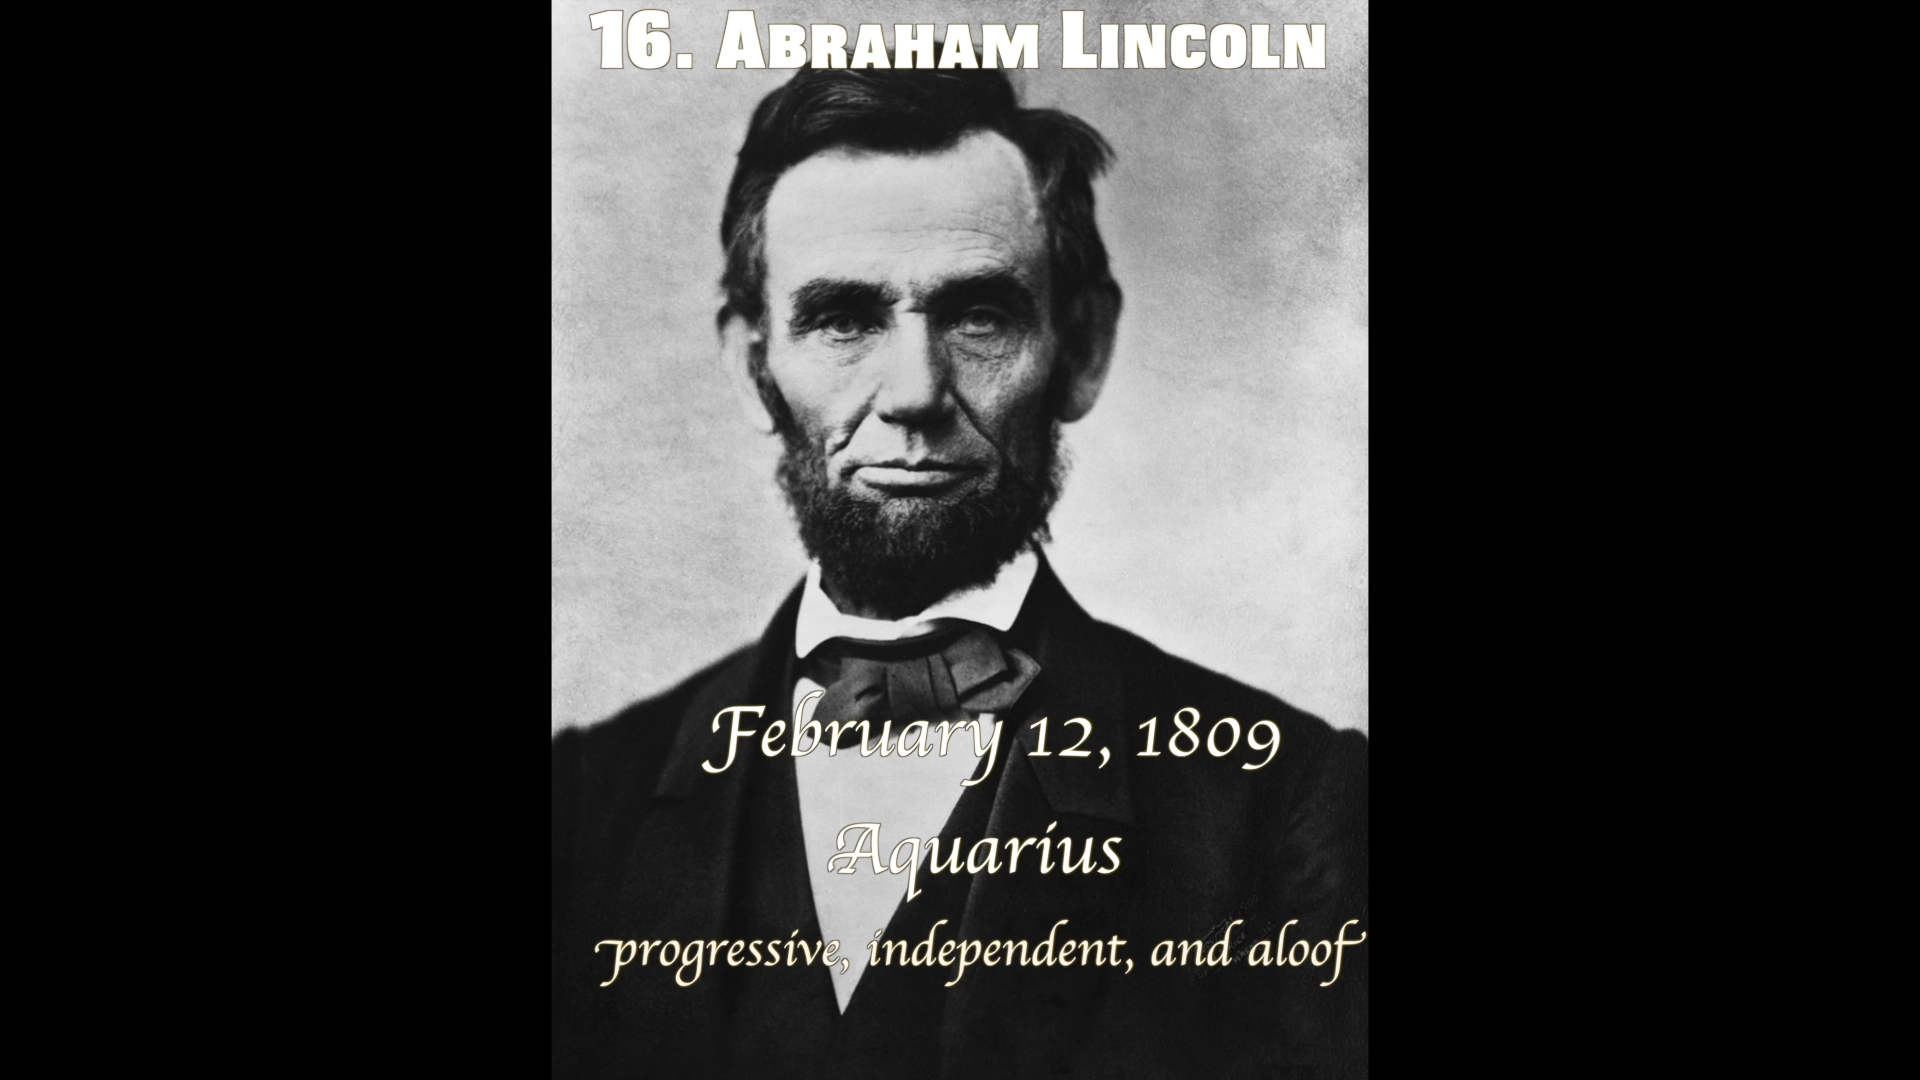 16. Abraham Lincoln
February 12, 1809
Aquarius
progressive, independent, and aloof